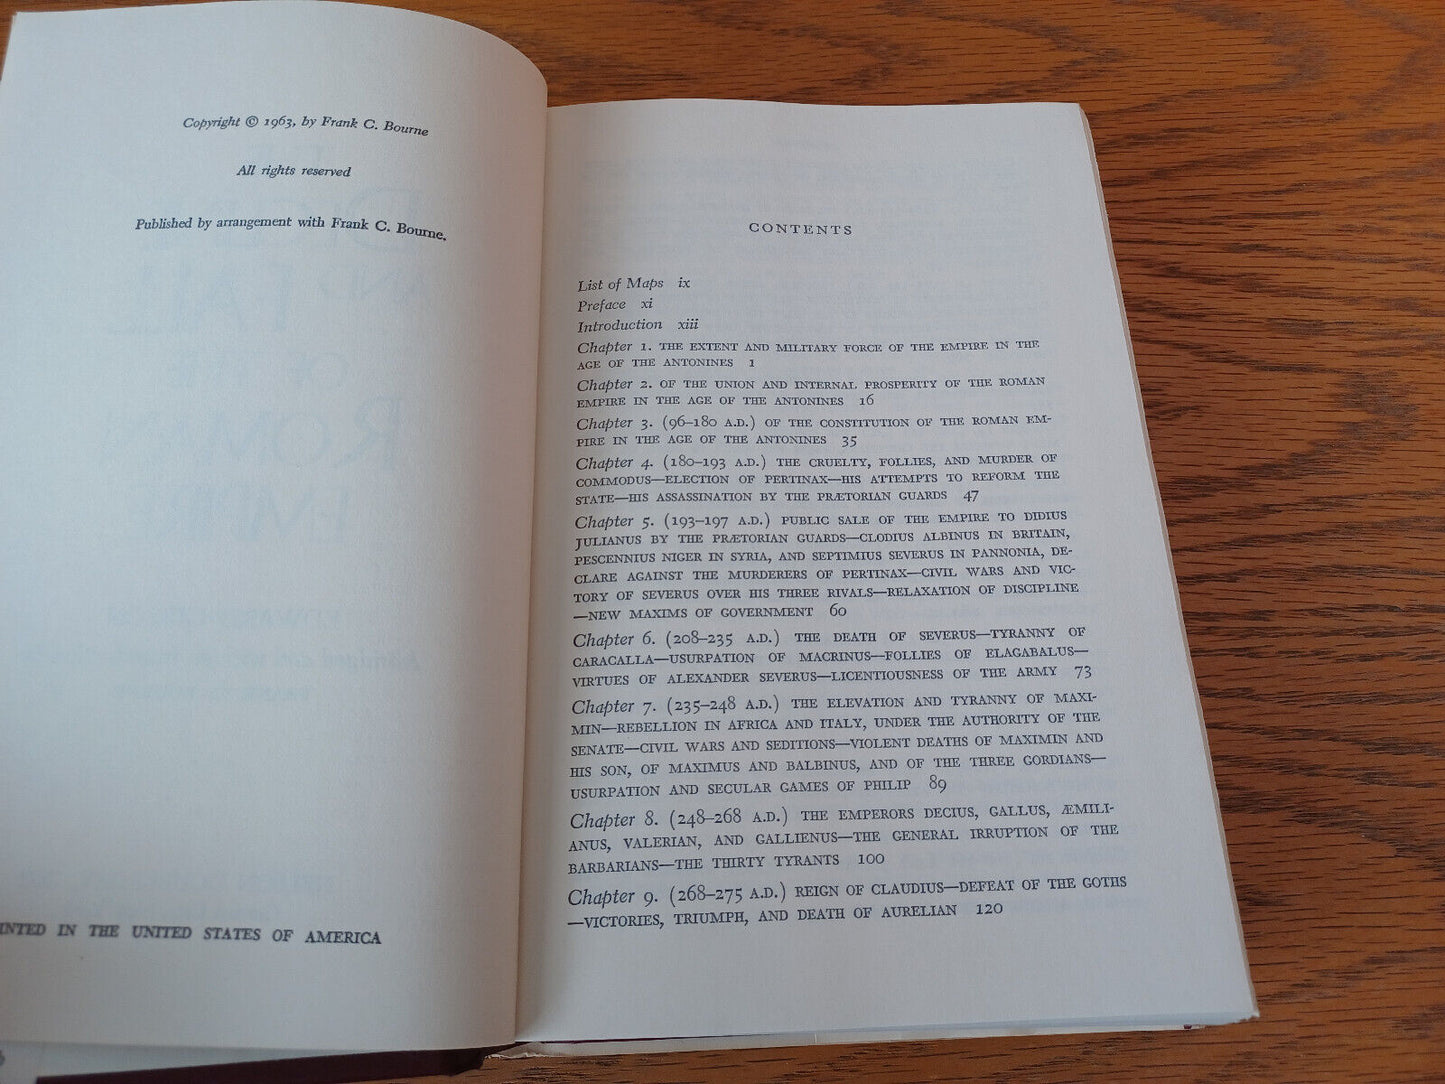 Copyright © 1963, by Frank C. Bourne
All rights reserved
Published by arrangement with Frank C. Bourne.
INTED IN THE UNITED STATES OF AMERICA
CONTENTS
List of Maps ix
Preface xi
Introduction xiii
Chapter 1. THE EXTENT AND MILITARY FORCE OF THE EMPIRE IN THE
AGE OF THE ANTONINES 1
Chapter 2. OF THE UNION AND INTERNAL PROSPERITY OF THE ROMAN
EMPIRE IN THE AGE OF THE ANTONINES 16
Chapter 3. (96–180 A.D.) OF THE CONSTITUTION OF THE ROMAN EM-
PIRE IN THE AGE OF THE ANTONINES 35
Chapter 4. (180–193 A.D.) THE CRUELTY, FOLLIES, AND MURDER OF
COMMODUS—ELECTION OF PERTINAX—HIS ATTEMPTS TO REFORM THE
STATE—HIS ASSASSINATION BY THE PRÆTORIAN GUARDS 47
Chapter 5. (193–197 A.D.) PUBLIC SALE OF THE EMPIRE TO DIDIUS
JULIANUS BY THE PRÆTORIAN GUARDS—CLODIUS ALBINUS IN BRITAIN,
PESCENNIUS NIGER IN SYRIA, AND SEPTIMIUS SEVERUS IN PANNONIA, DE-
CLARE AGAINST THE MURDERERS OF PERTINAX—CIVIL WARS AND VIC-
TORY OF SEVERUS OVER HIS THREE RIVALS—RELAXATION OF DISCIPLINE
—NEW MAXIMS OF GOVERNMENT 60
Chapter 6. (208–235 A.D.) THE DEATH OF SEVERUS—TYRANNY OF
CARACALLA—USURPATION OF MACRINUS—FOLLIES OF ELAGABALUS—
VIRTUES OF ALEXANDER SEVERUS—LICENTIOUSNESS OF THE ARMY 73
Chapter 7. (235–248 A.D.) THE ELEVATION AND TYRANNY OF MAXI-
MIN—REBELLION IN AFRICA AND ITALY, UNDER THE AUTHORITY OF THE
SENATE—CIVIL WARS AND SEDITIONS—VIOLENT DEATHS OF MAXIMIN AND
HIS SON, OF MAXIMUS AND BALBINUS, AND OF THE THREE GORDIANS—
USURPATION AND SECULAR GAMES OF PHILIP 89
Chapter 8. (248–268 A.D.) THE EMPERORS DECIUS, GALLUS, ÆMILI-
ANUS, VALERIAN, AND GALLIENUS—THE GENERAL IRRUPTION OF THE
BARBARIANS—THE THIRTY TYRANTS 100
Chapter 9. (268–275 A.D.) REIGN OF CLAUDIUS—DEFEAT OF THE GOTHS
—VICTORIES, TRIUMPH, AND DEATH OF AURELIAN 120